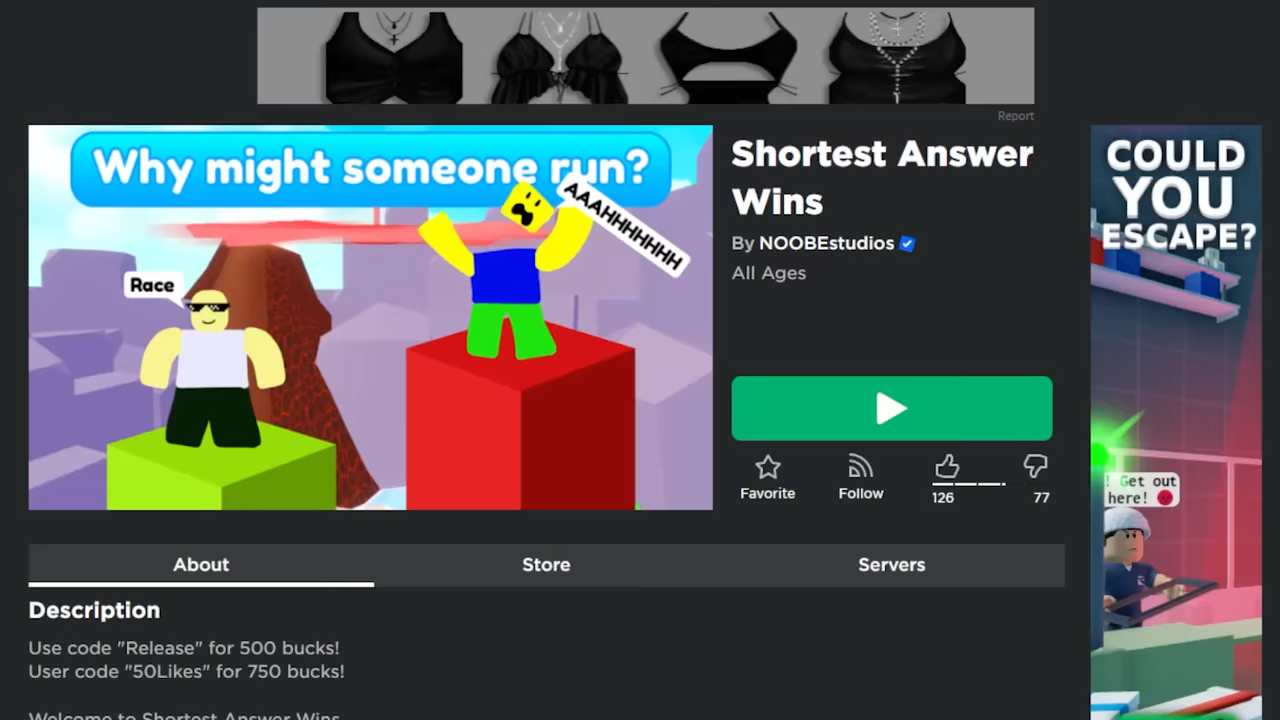 Report
Why might someone run?
AAAHHHHHHH
Race
Shortest Answer
Wins
By NOOBEstudios
All Ages
Favorite
Follow
126
77
COULD
YOU
ESCAPE?
! Get out
here!
About
Store
Servers
Description
Use code "Release" for 500 bucks!
User code "50Likes" for 750 bucks!
Welcome to Shortest Answer Wins